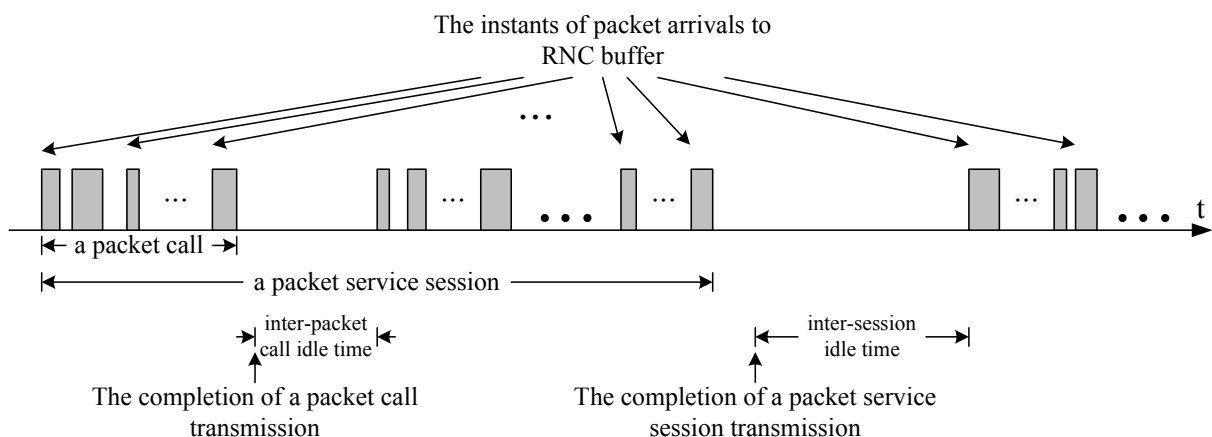 The instants of packet arrivals to
RNC buffer
...
... ... ... ... ... ...
t
a packet call
a packet service session
inter-packet
call idle time
inter-session
idle time
The completion of a packet call
transmission
The completion of a packet service
session transmission